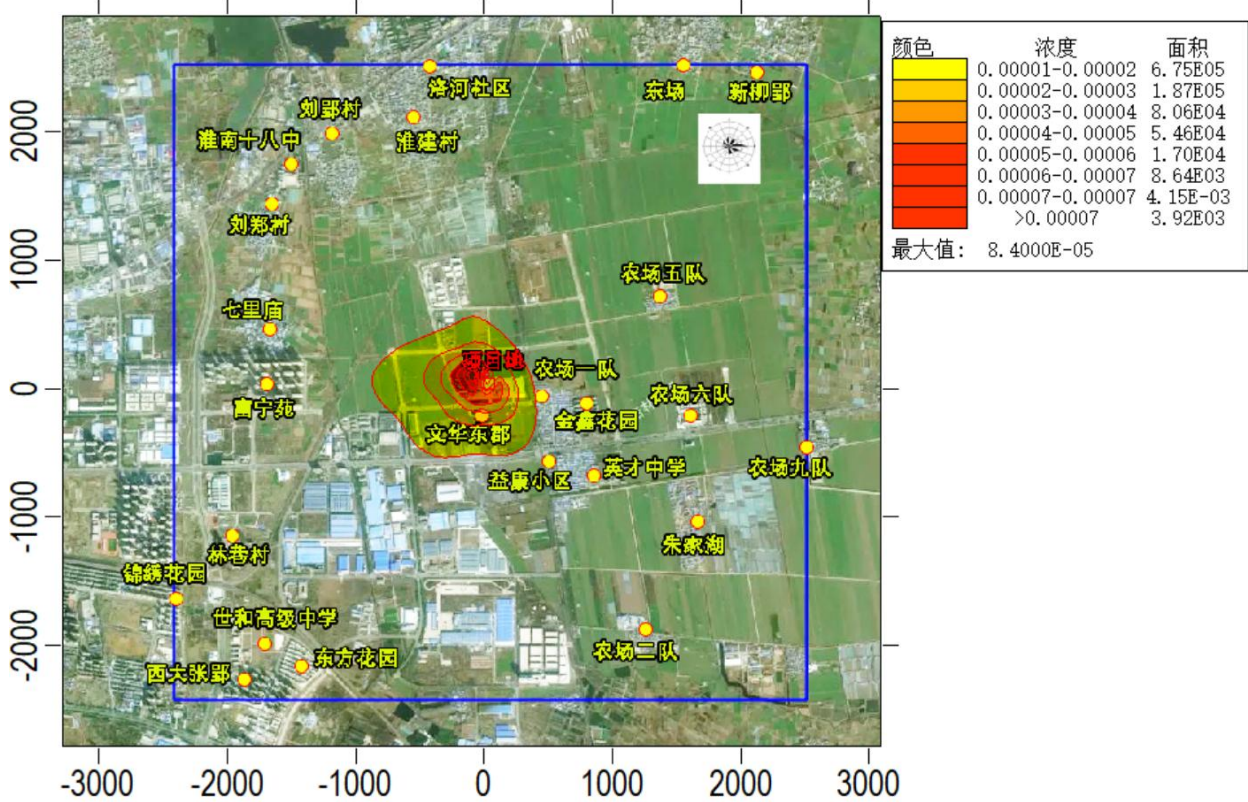 颜色 浓度 面积
0.00001-0.00002 6.75E05
0.00002-0.00003 1.87E05
0.00003-0.00004 8.06E04
0.00004-0.00005 5.46E04
0.00005-0.00006 1.70E04
0.00006-0.00007 8.64E03
0.00007-0.00007 4.15E-03
>0.00007 3.92E03
最大值: 8.4000E-05
洛河社区
东场
新柳郢
刘郢村
淮建村
淮南十八中
刘郑村
农场五队
七里庙
项目地
农场一队
富宁苑
农场六队
金鑫花园
文华东郡
益康小区
英才中学
农场九队
朱家湖
林巷村
锦绣花园
世和高级中学
东方花园
西大张郢
农场二队
2000
1000
0
-1000
-2000
-3000 -2000 -1000 0 1000 2000 3000